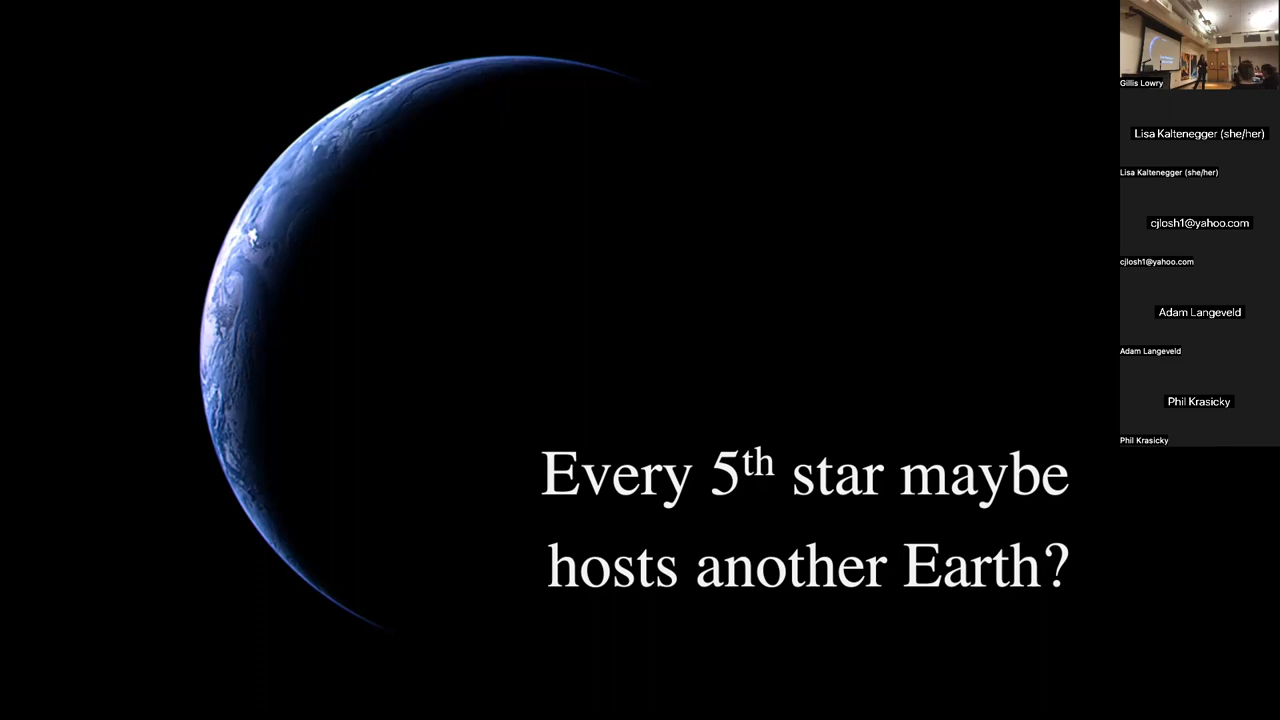 Every 5th star maybe
hosts another Earth?
Gillis Lowry
Lisa Kaltenegger (she/her)
Lisa Kaltenegger (she/her)
cjlosh1@yahoo.com
cjlosh1@yahoo.com
Adam Langeveld
Adam Langeveld
Phil Krasicky
Phil Krasicky